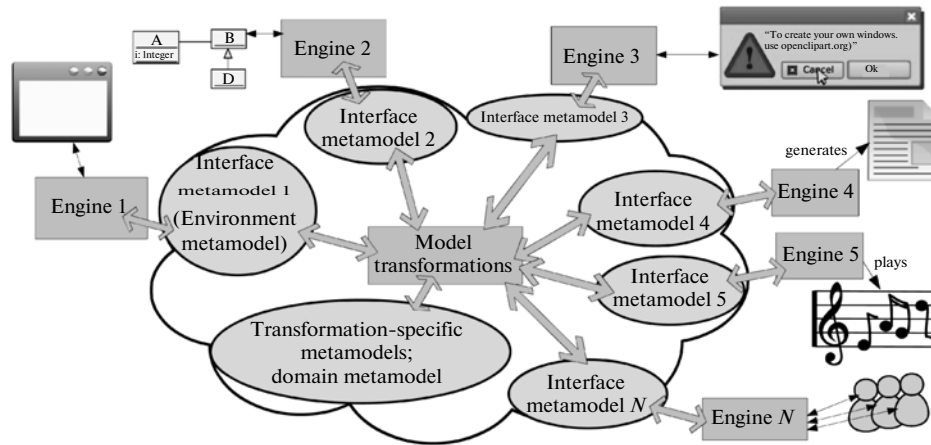 A
i: Integer
B
D
Engine 2
Engine 3
“To create your own windows.
use openclipart.org)”
Cancel
Ok
Interface
metamodel 2
Interface metamodel 3
generates
Engine 1
Interface
metamodel 1
(Environment
metamodel)
Interface
metamodel 4
Engine 4
Model
transformations
Interface
metamodel 5
Engine 5
plays
Transformation-specific
metamodels;
domain metamodel
Interface
metamodel N
Engine N